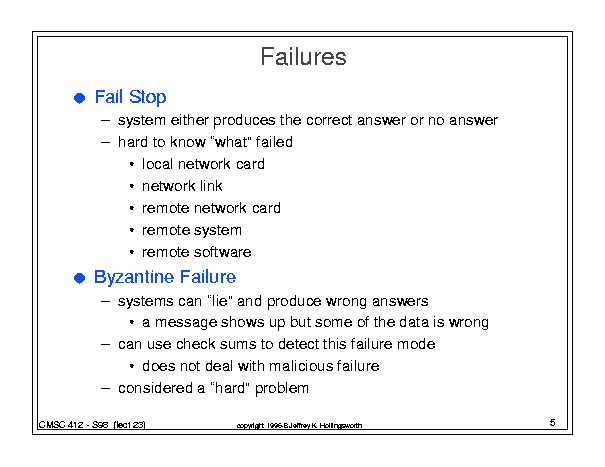 Failures
● Fail Stop
– system either produces the correct answer or no answer
– hard to know "what" failed
• local network card
• network link
• remote network card
• remote system
• remote software
● Byzantine Failure
– systems can "lie" and produce wrong answers
• a message shows up but some of the data is wrong
– can use check sums to detect this failure mode
• does not deal with malicious failure
– considered a "hard" problem
CMSC 412 - S98 (lect 23)
copyright 1996-8 Jeffrey K. Hollingsworth
5